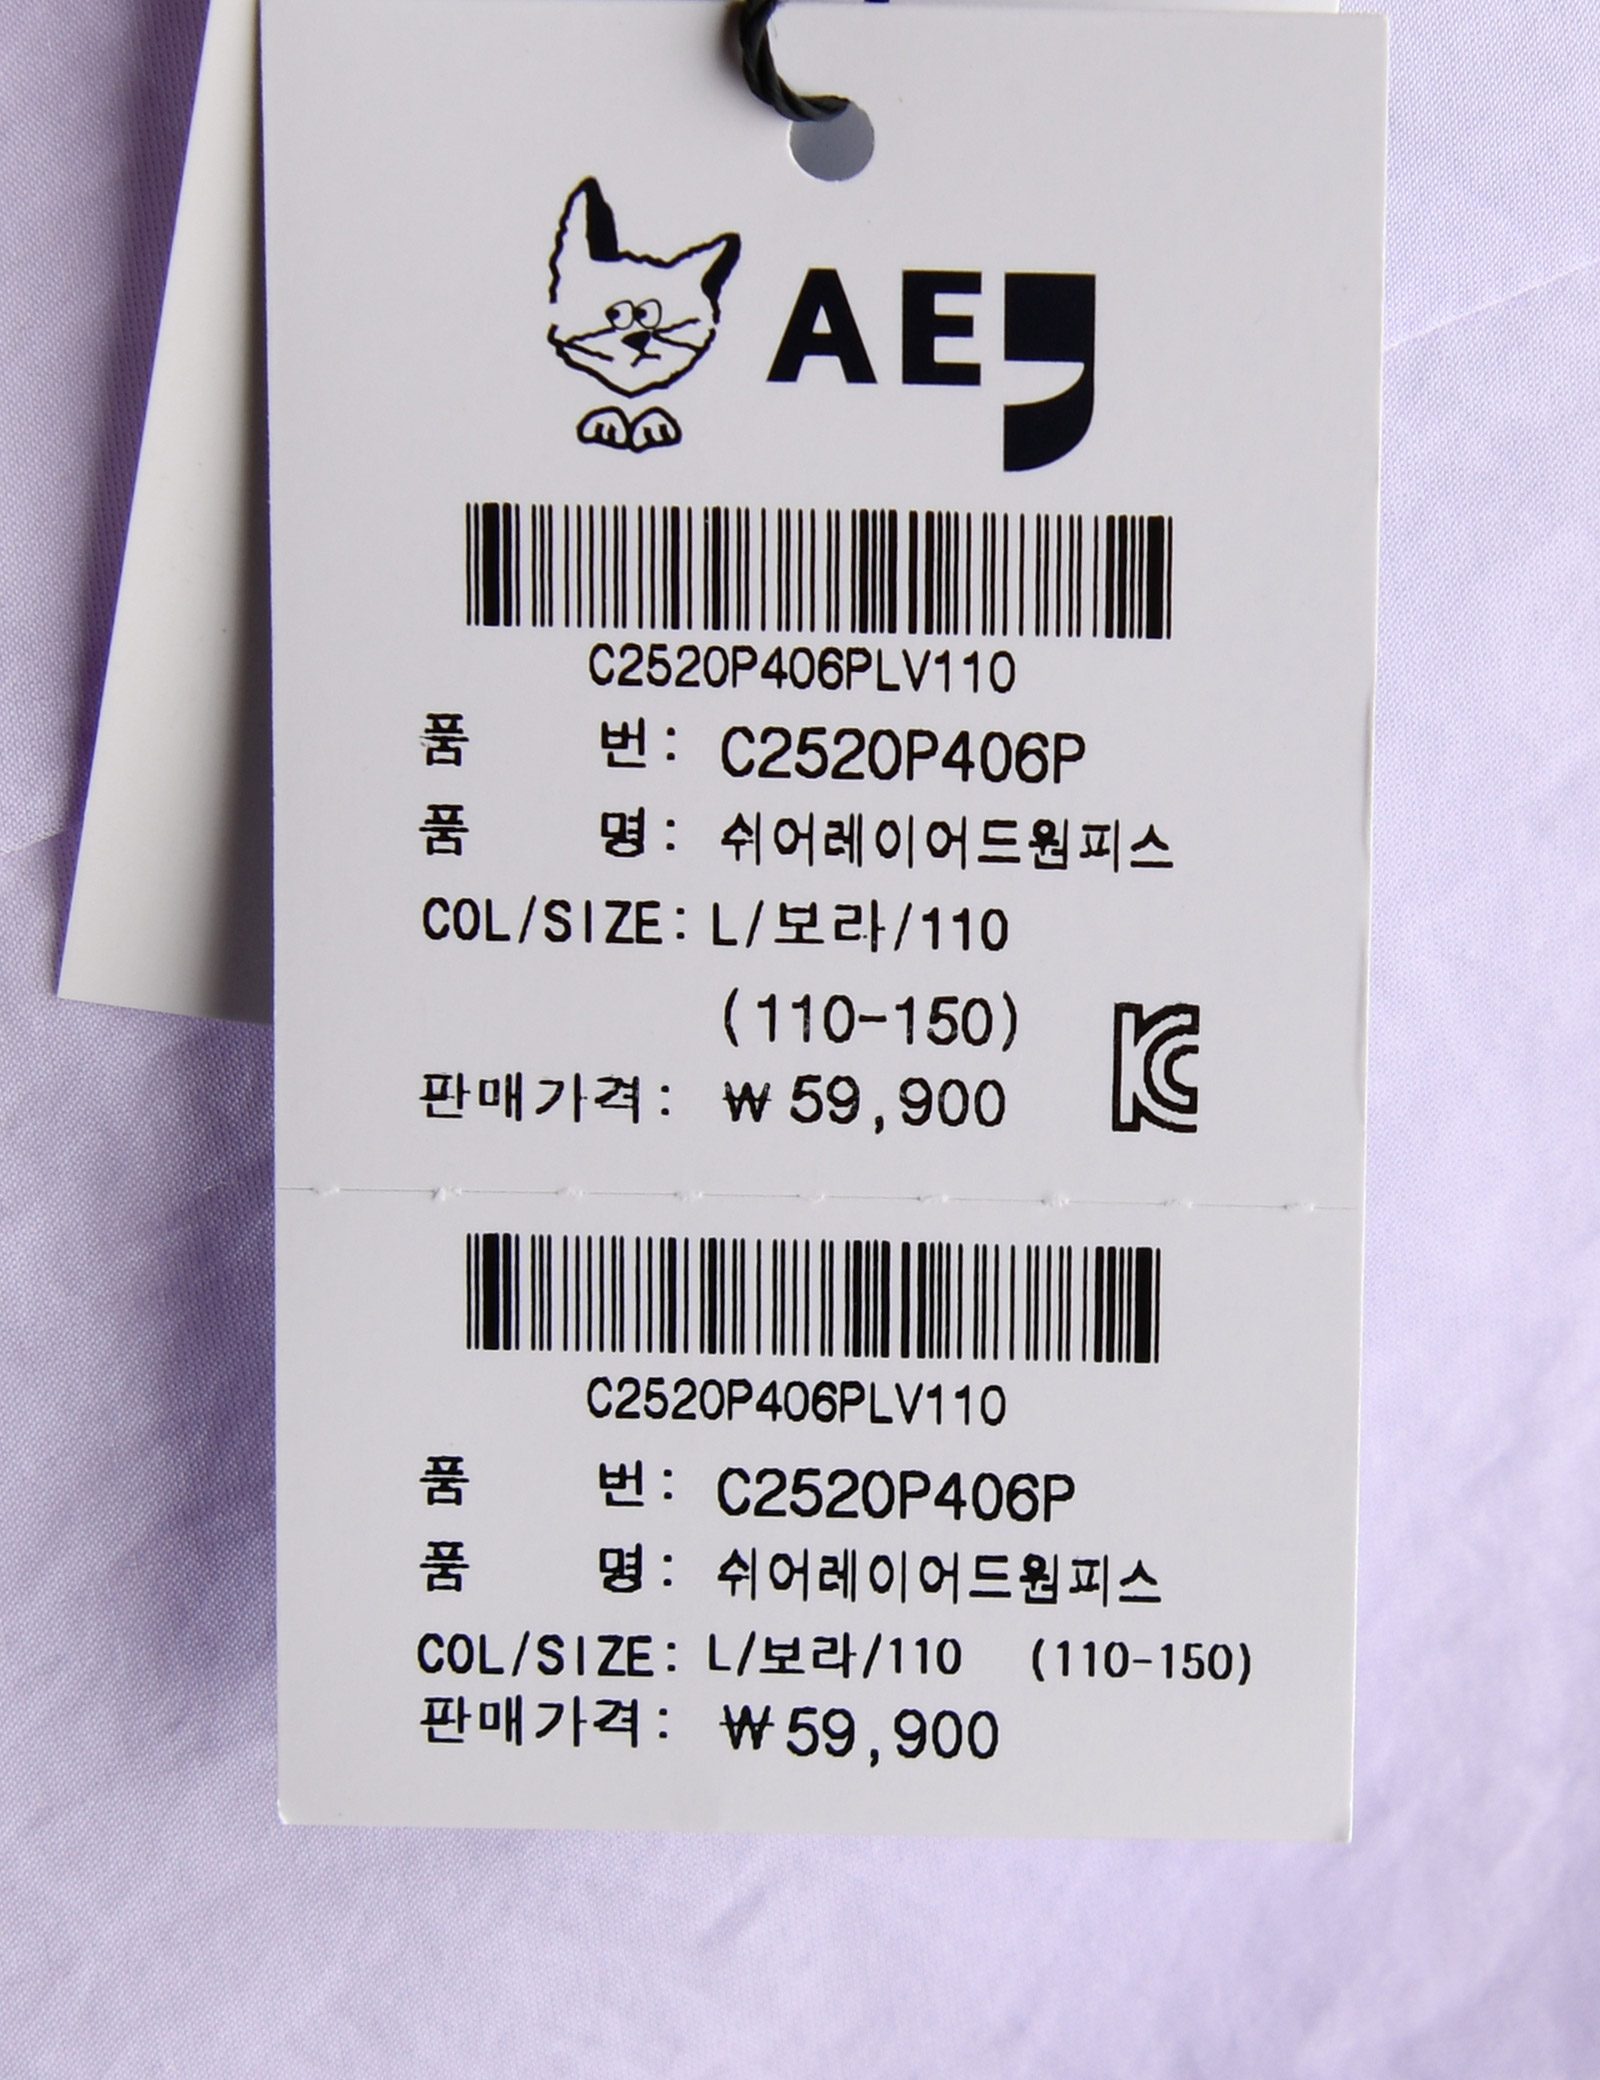 AE,
C2520P406PLV110
품 번: C2520P406P
품 명: 쉬어레이어드원피스
COL/SIZE: L/보라/110
(110-150)
판매가격: ₩59,900
KC
C2520P406PLV110
품 번: C2520P406P
품 명: 쉬어레이어드원피스
COL/SIZE: L/보라/110 (110-150)
판매가격: ₩59,900